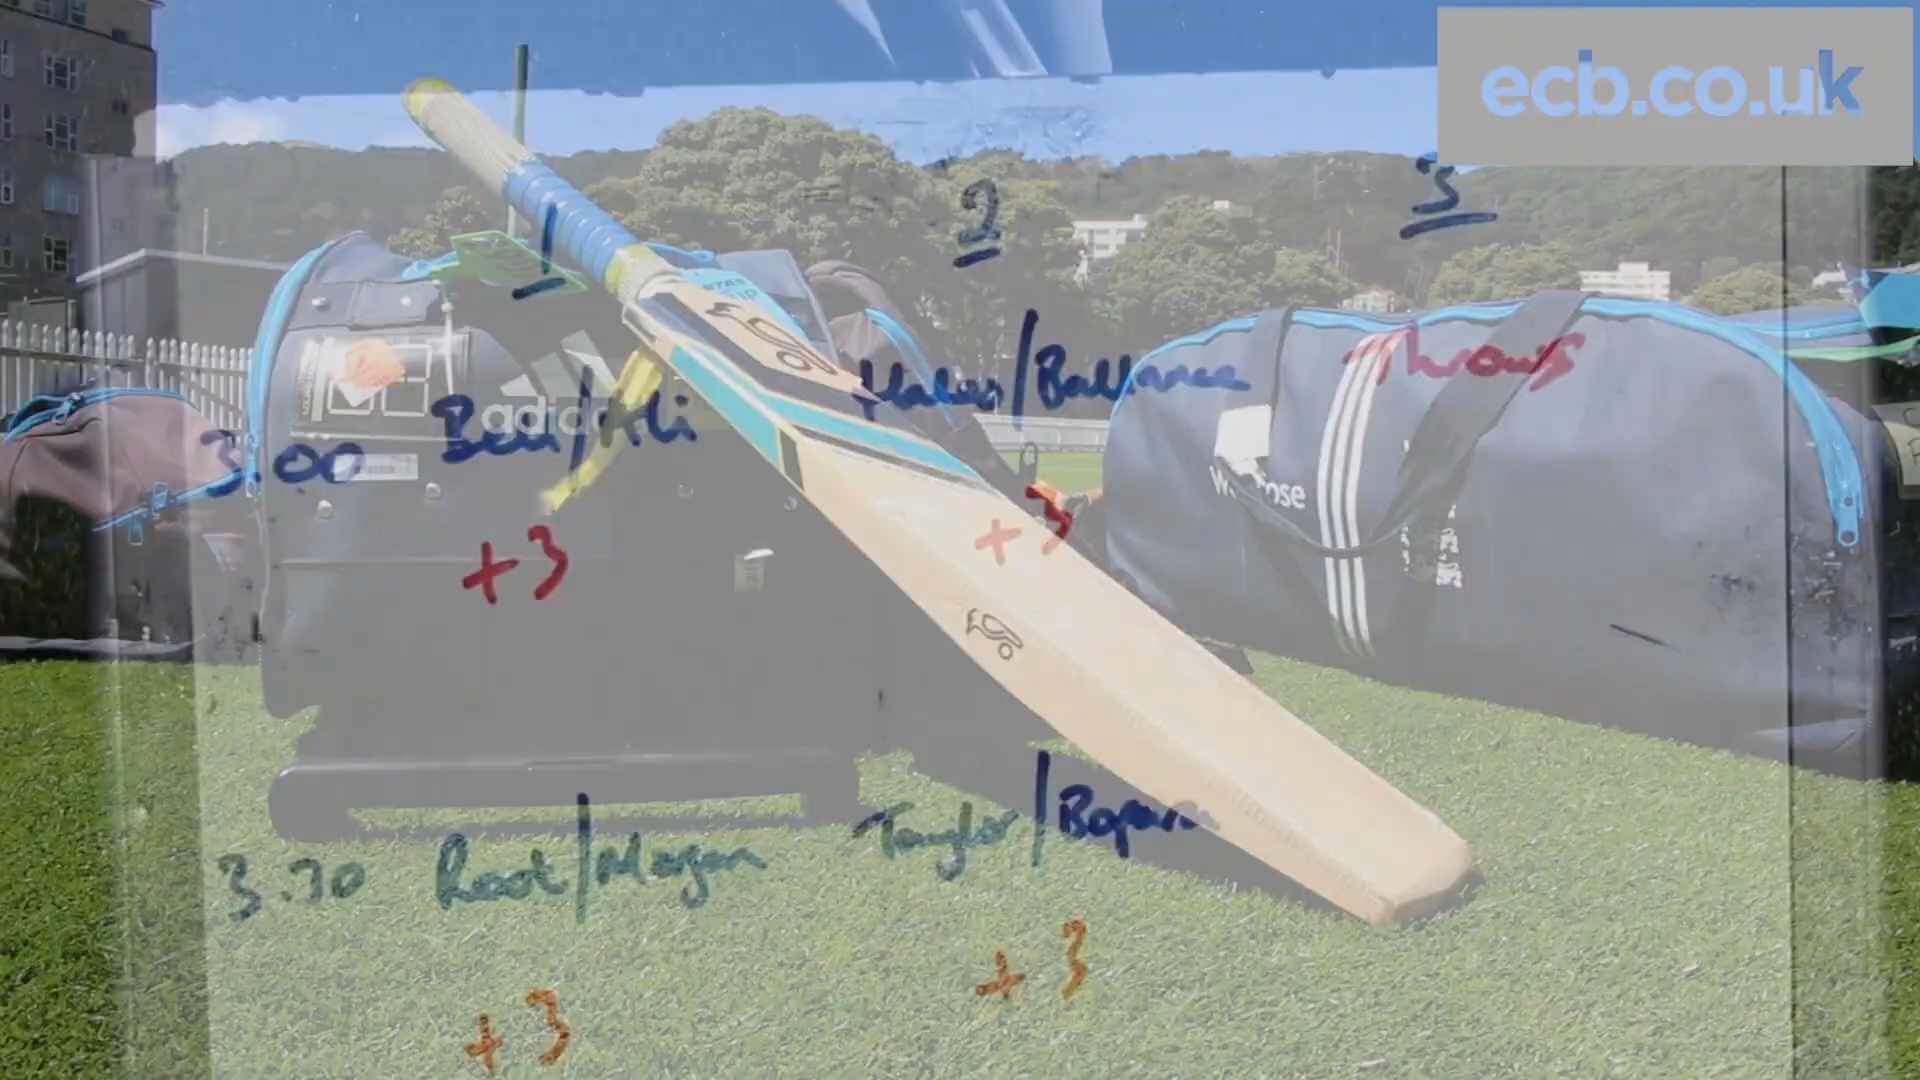 ecb.co.uk
1 2 3
3.00 Bell/Ali Hales/Ballance Throws
adidas
+3 +3
3.30 Root/Morgan Taylor/Bopara
+3 +3